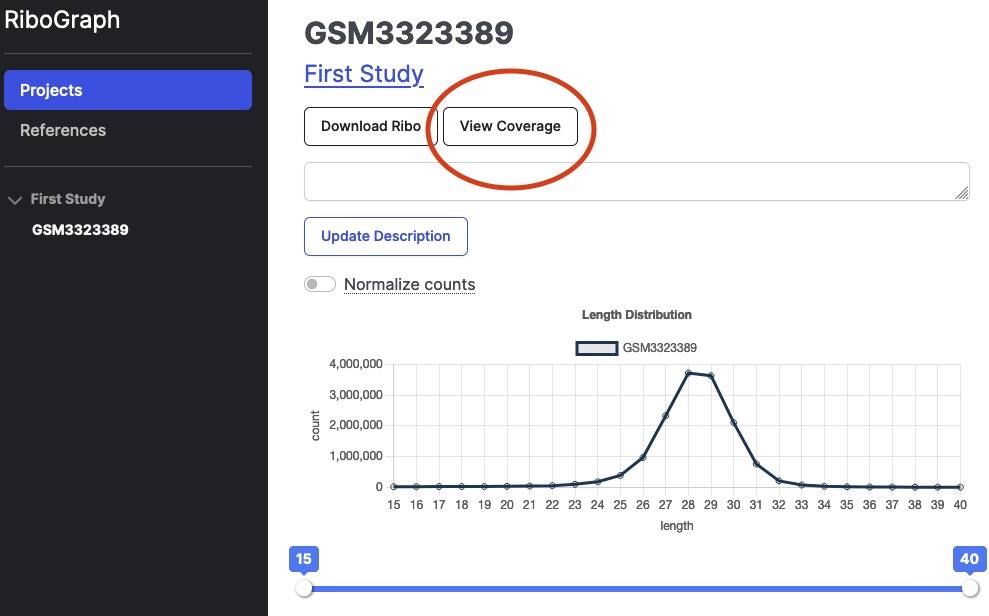 RiboGraph
Projects
References
First Study
GSM3323389
GSM3323389
First Study
Download Ribo
View Coverage
Update Description
Normalize counts
Length Distribution
GSM3323389
4,000,000
3,000,000
2,000,000
1,000,000
0
count
15 16 17 18 19 20 21 22 23 24 25 26 27 28 29 30 31 32 33 34 35 36 37 38 39 40
length
15 40